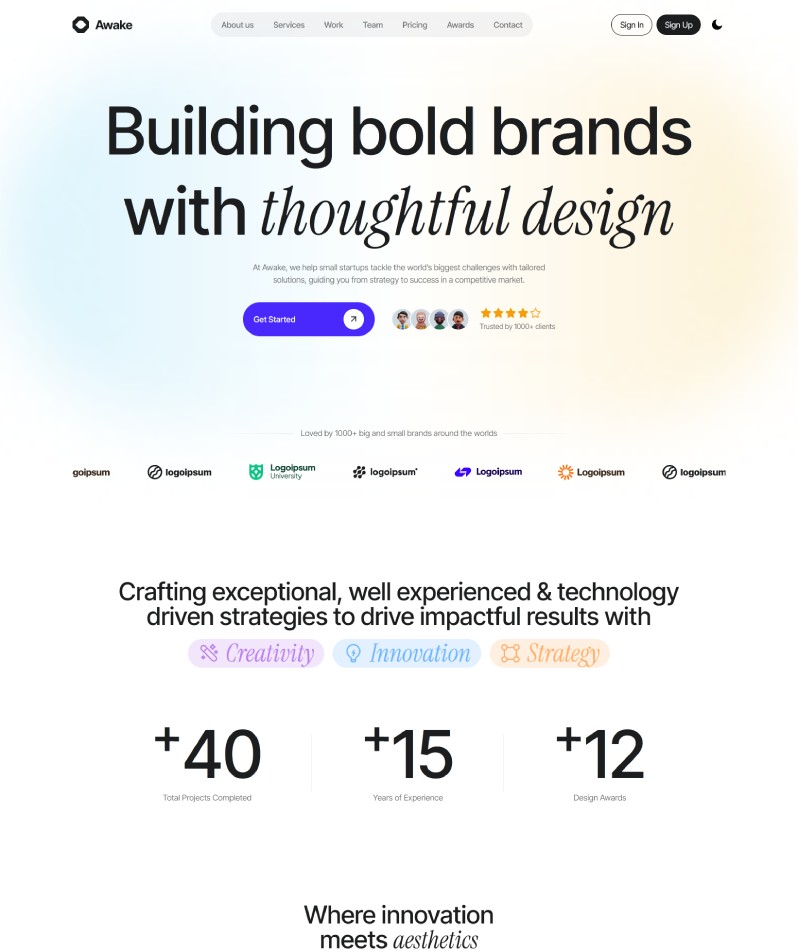 Awake
About us Services Work Team Pricing Awards Contact
Sign In Sign Up
Building bold brands
with thoughtful design
At Awake, we help small startups tackle the world's biggest challenges with tailored
solutions, guiding you from strategy to success in a competitive market.
Get Started
Trusted by 1000+ clients
Loved by 1000+ big and small brands around the worlds
goipsum logoipsum Logoipsum University logoipsum Logoipsum Logoipsum logoipsum
Crafting exceptional, well experienced & technology
driven strategies to drive impactful results with
Creativity Innovation Strategy
+40 +15 +12
Total Projects Completed Years of Experience Design Awards
Where innovation
meets aesthetics